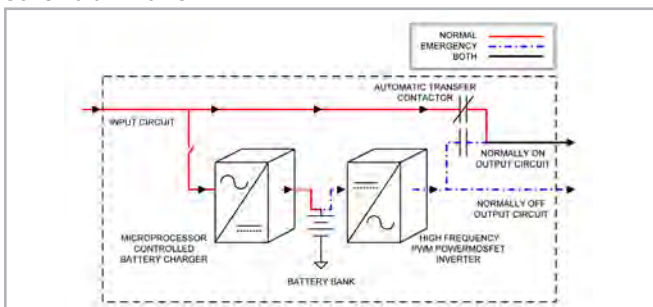 NORMAL
EMERGENCY
BOTH
AUTOMATIC TRANSFER
CONTACTOR
INPUT CIRCUIT
NORMALLY ON
OUTPUT CIRCUIT
NORMALLY OFF
OUTPUT CIRCUIT
MICROPROCESSOR
CONTROLLED
BATTERY CHARGER
HIGH FREQUENCY
PWM POWERMOSFET
INVERTER
BATTERY BANK